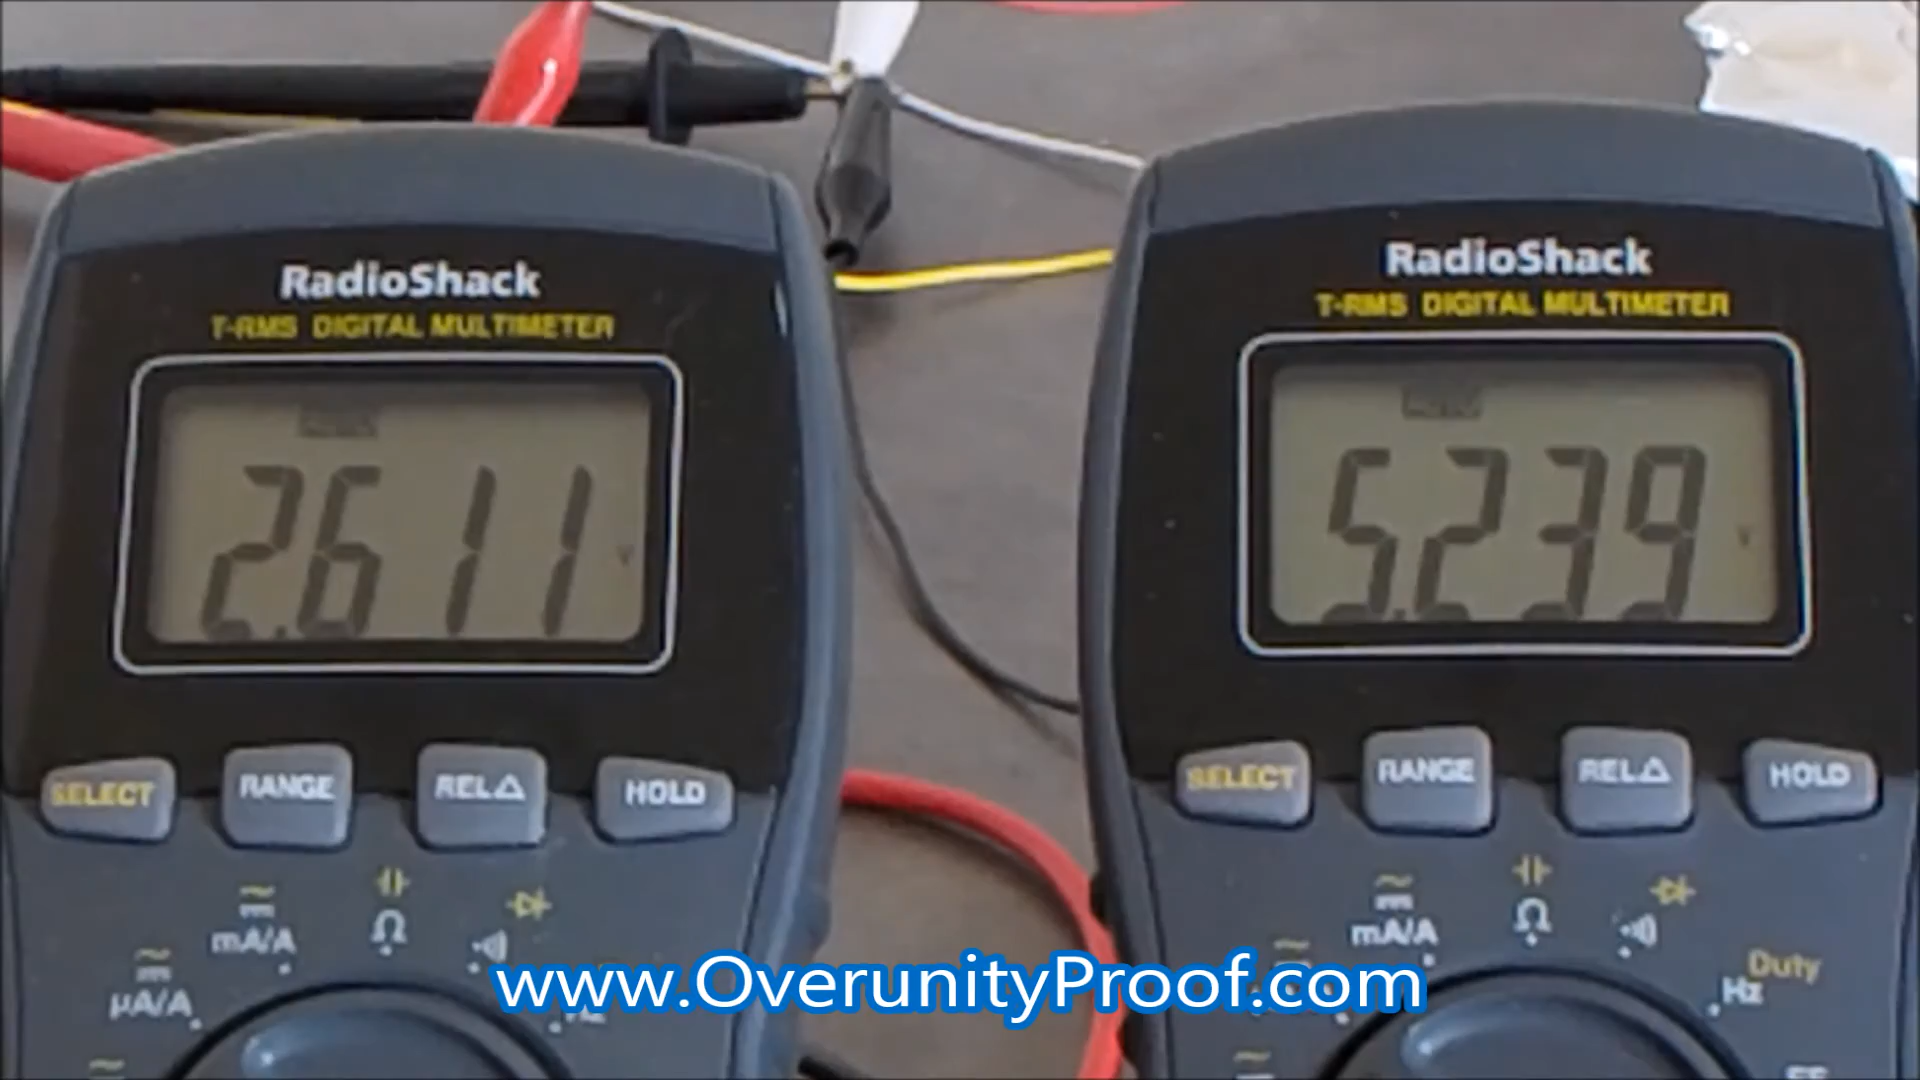 RadioShack
T-RMS DIGITAL MULTIMETER
2.611 V
SELECT RANGE REL△ HOLD
mA/A Ω
µA/A
Hz
RadioShack
T-RMS DIGITAL MULTIMETER
5.239 V
SELECT RANGE REL△ HOLD
mA/A Ω
Duty
Hz
www.OverunityProof.com